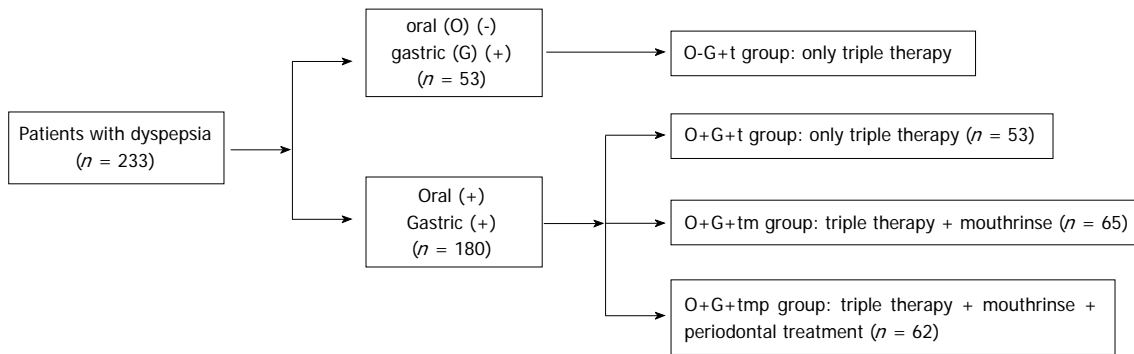 Patients with dyspepsia
(n = 233)
oral (O) (-)
gastric (G) (+)
(n = 53)
Oral (+)
Gastric (+)
(n = 180)
O-G+t group: only triple therapy
O+G+t group: only triple therapy (n = 53)
O+G+tm group: triple therapy + mouthrinse (n = 65)
O+G+tmp group: triple therapy + mouthrinse +
periodontal treatment (n = 62)